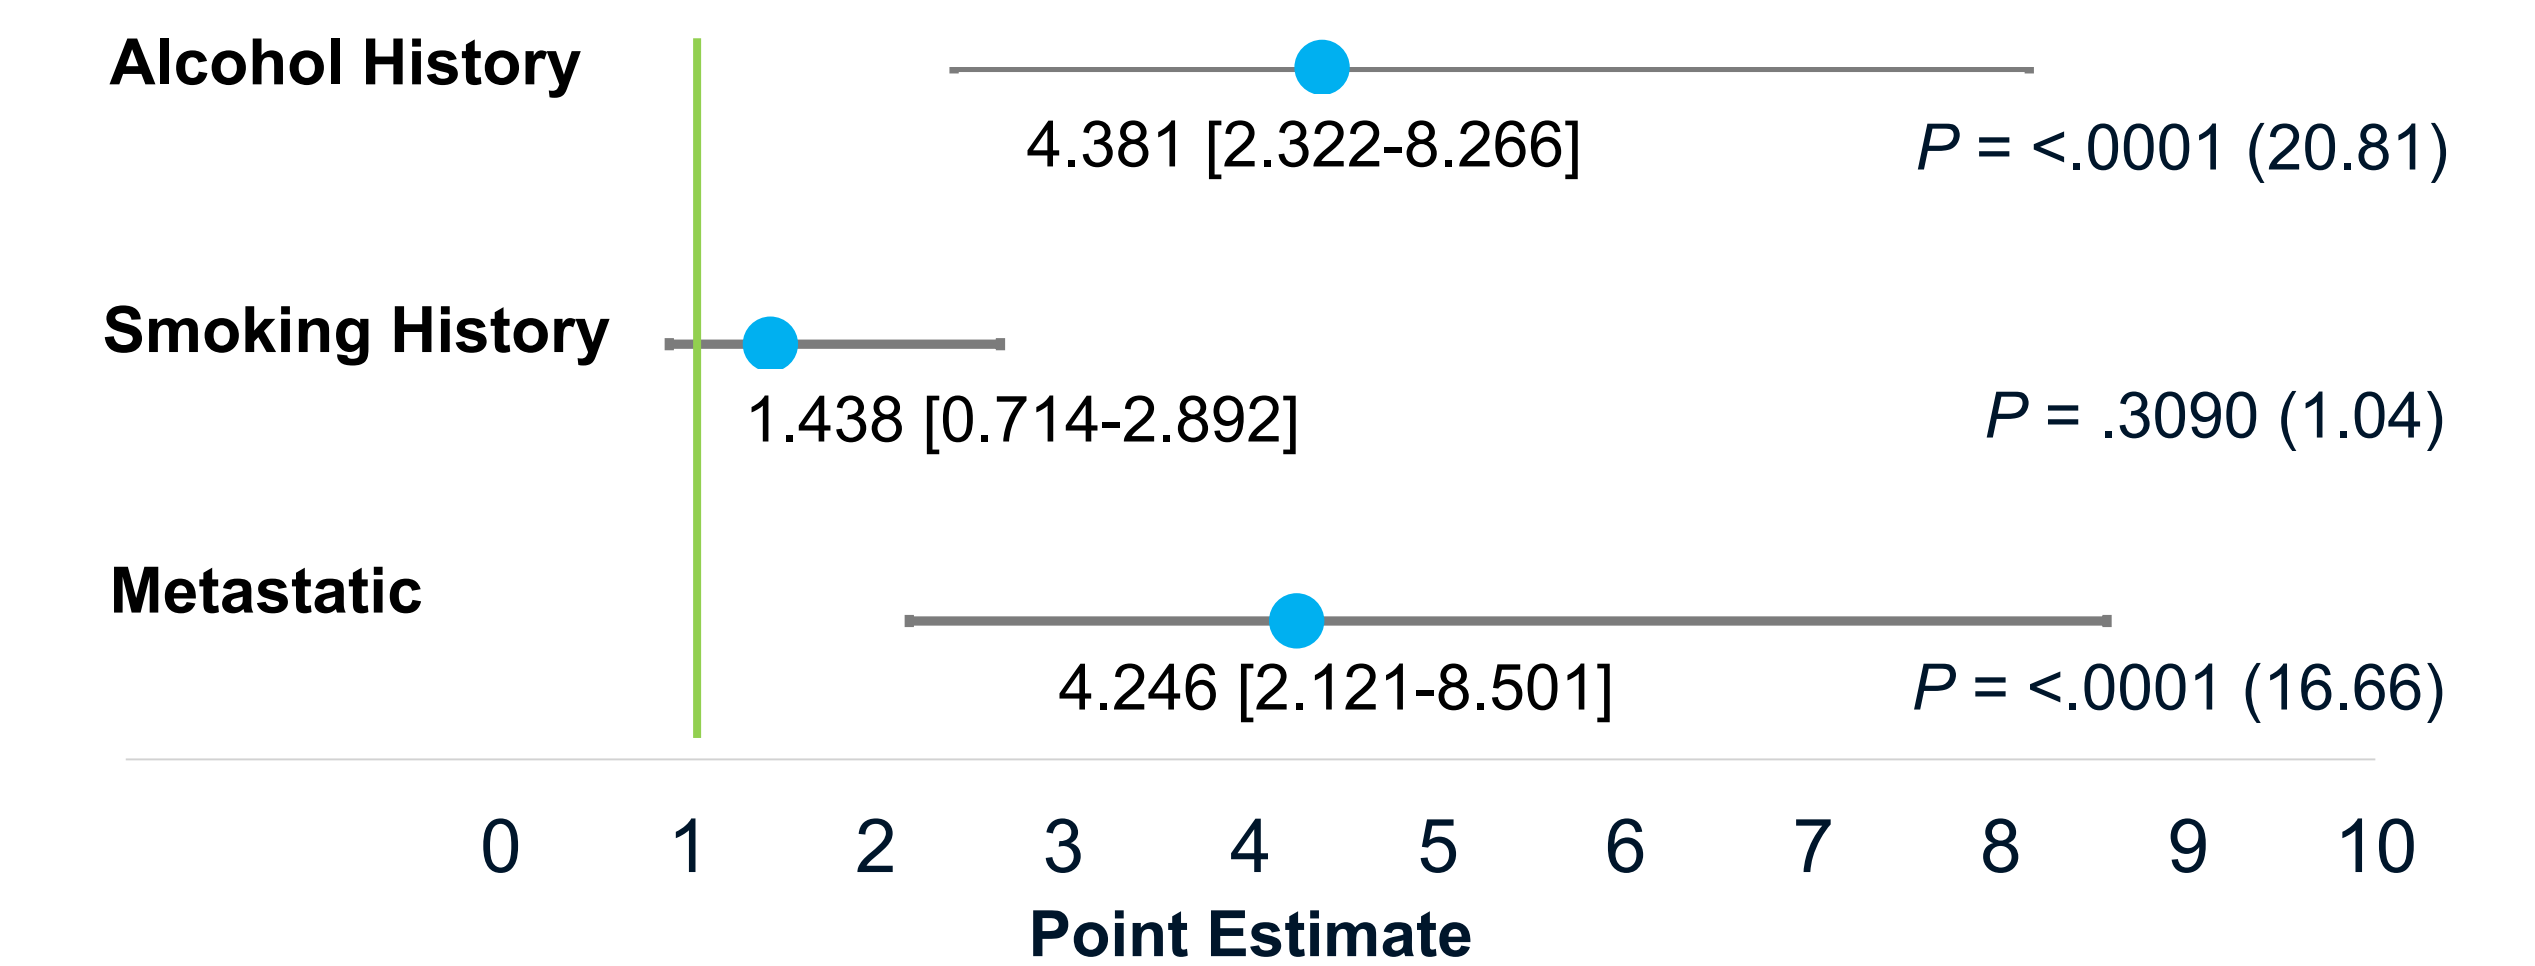 Alcohol History
4.381 [2.322-8.266]
P = <.0001 (20.81)
Smoking History
1.438 [0.714-2.892]
P = .3090 (1.04)
Metastatic
4.246 [2.121-8.501]
P = <.0001 (16.66)
0 1 2 3 4 5 6 7 8 9 10
Point Estimate